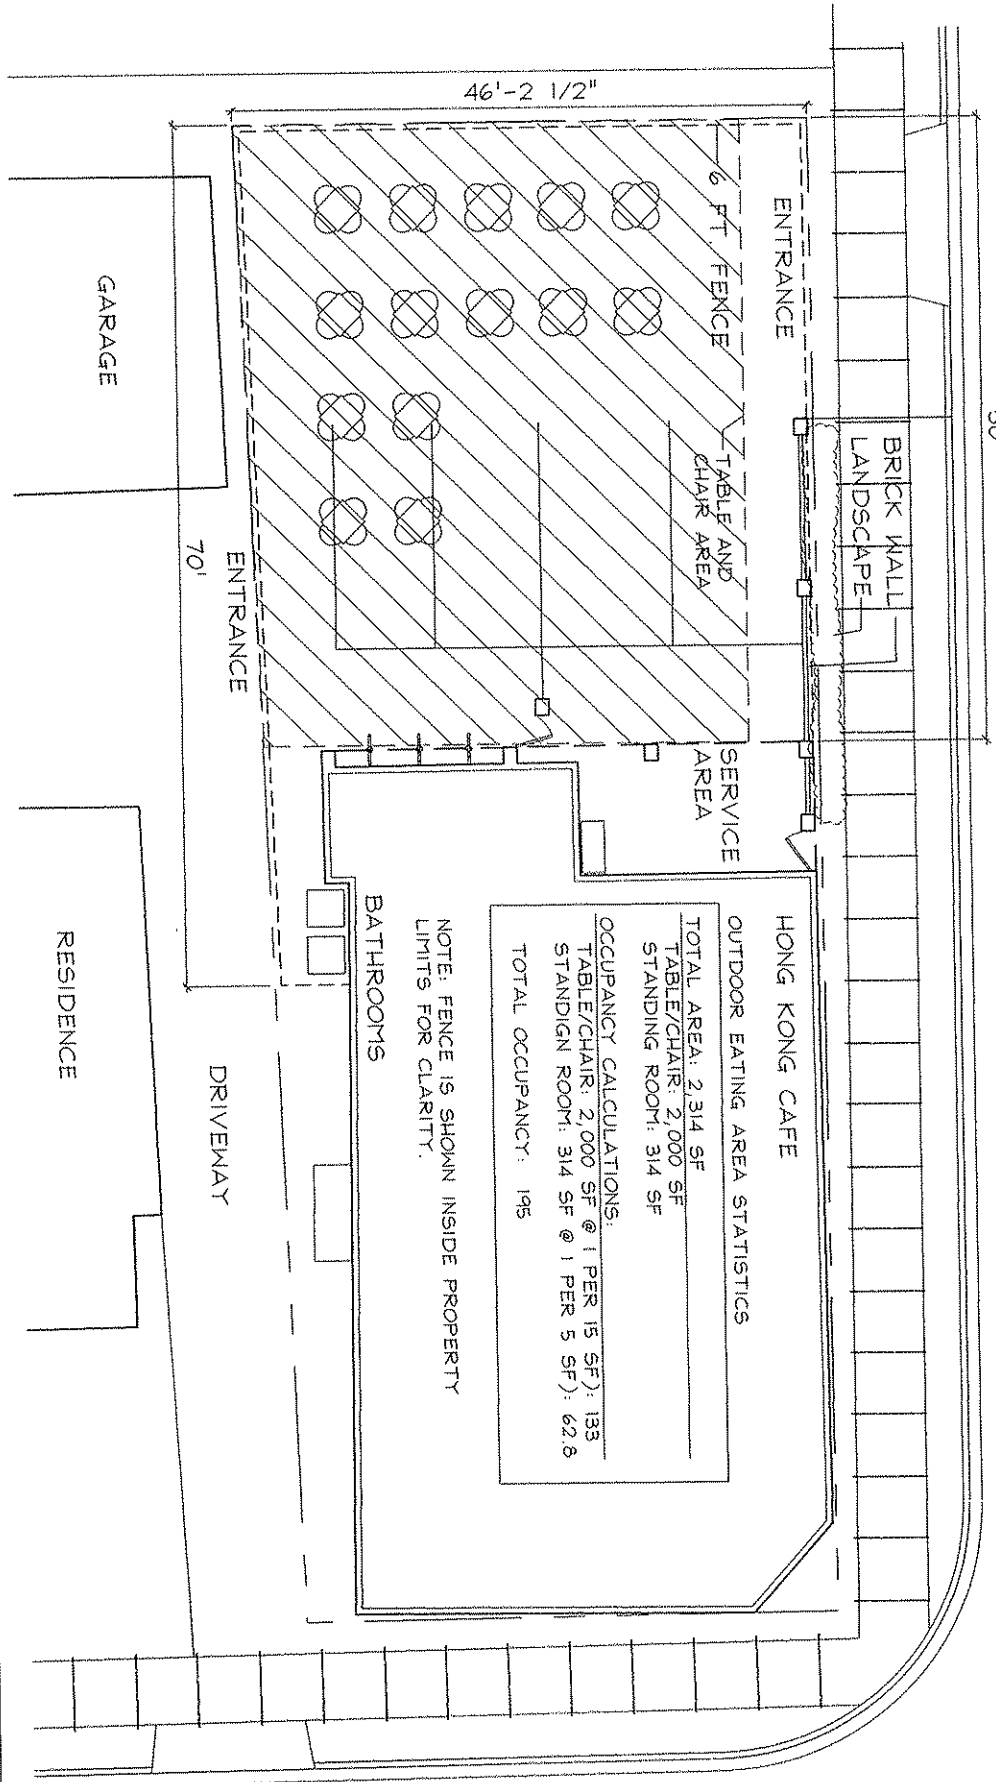 46'-2 1/2"
ENTRANCE
6 FT FENCE
BRICK WALL
LANDSCAPE
TABLE AND
CHAIR AREA
GARAGE
70'
ENTRANCE
SERVICE
AREA
HONG KONG CAFE
OUTDOOR EATING AREA STATISTICS
TOTAL AREA: 2,314 SF
TABLE/CHAIR: 2,000 SF
STANDING ROOM: 314 SF
OCCUPANCY CALCULATIONS:
TABLE/CHAIR: 2,000 SF @ 1 PER 15 SF): 133
STANDIGN ROOM: 314 SF @ 1 PER 5 SF): 62.8
TOTAL OCCUPANCY: 195
NOTE: FENCE IS SHOWN INSIDE PROPERTY
LIMITS FOR CLARITY.
BATHROOMS
RESIDENCE
DRIVEWAY